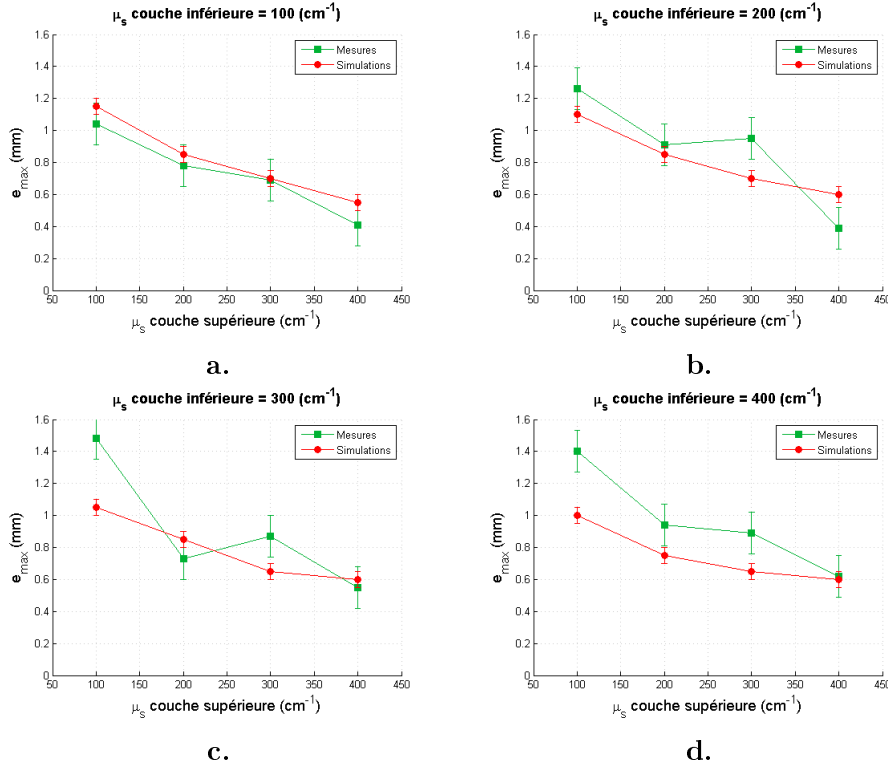 μs couche inférieure = 100 (cm-1)
1.6
1.4
1.2
1
0.8
0.6
0.4
0.2
0
emax (mm)
Mesures
Simulations
50 100 150 200 250 300 350 400 450
μs couche supérieure (cm-1)
a.
μs couche inférieure = 200 (cm-1)
1.6
1.4
1.2
1
0.8
0.6
0.4
0.2
0
emax (mm)
Mesures
Simulations
50 100 150 200 250 300 350 400 450
μs couche supérieure (cm-1)
b.
μs couche inférieure = 300 (cm-1)
1.6
1.4
1.2
1
0.8
0.6
0.4
0.2
0
emax (mm)
Mesures
Simulations
50 100 150 200 250 300 350 400 450
μs couche supérieure (cm-1)
c.
μs couche inférieure = 400 (cm-1)
1.6
1.4
1.2
1
0.8
0.6
0.4
0.2
0
emax (mm)
Mesures
Simulations
50 100 150 200 250 300 350 400 450
μs couche supérieure (cm-1)
d.